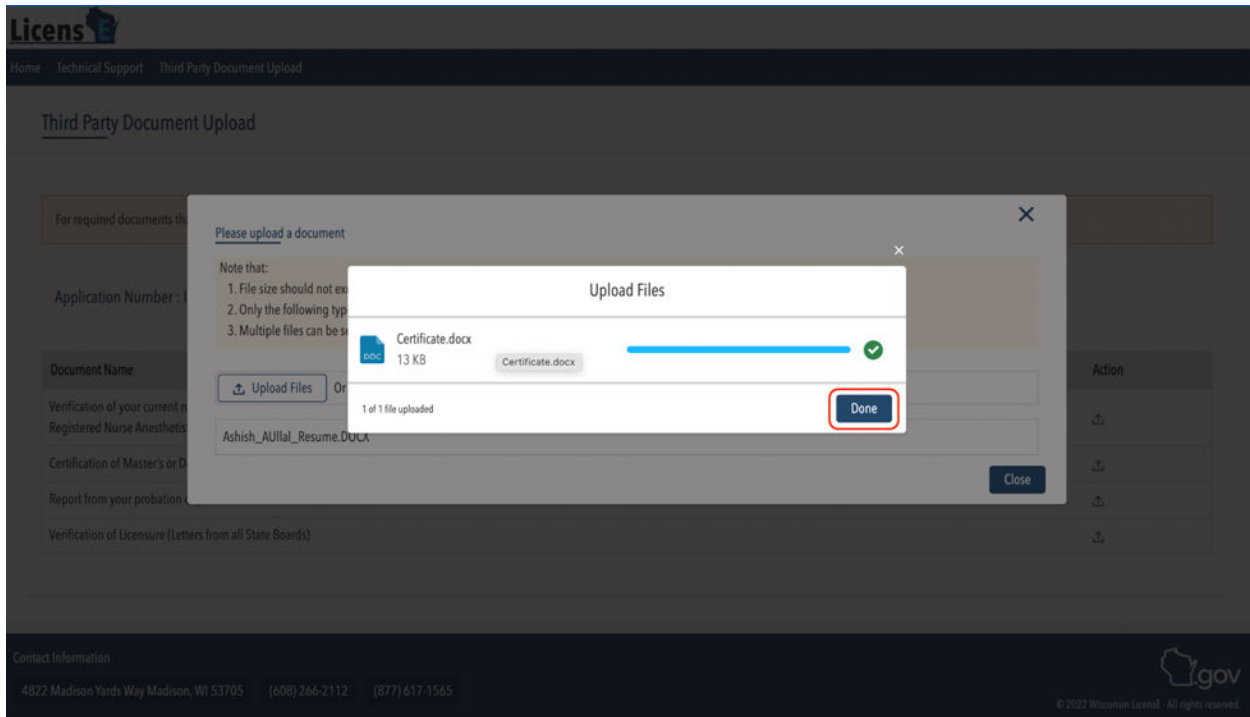 LicensE
Home Technical Support Third Party Document Upload
Third Party Document Upload
For required documents th
Please upload a document
Note that:
1. File size should not ex
2. Only the following typ
3. Multiple files can be s
Upload Files
Certificate.docx
DOC
13 KB
Certificate.docx
1 of 1 file uploaded
Done
Application Number :
Upload Files Or
Ashish_AUllal_Resume.DOCX
Close
Document Name Action
Verification of your current
Registered Nurse Anesthetis
Certification of Master's or D
Report from your probation
Verification of Licensure (Letters from all State Boards)
Contact Information
4822 Madison Yards Way Madison, WI 53705 (608) 266-2112 (877) 617-1565
.gov
© 2022 Wisconsin LicensE. All rights reserved.